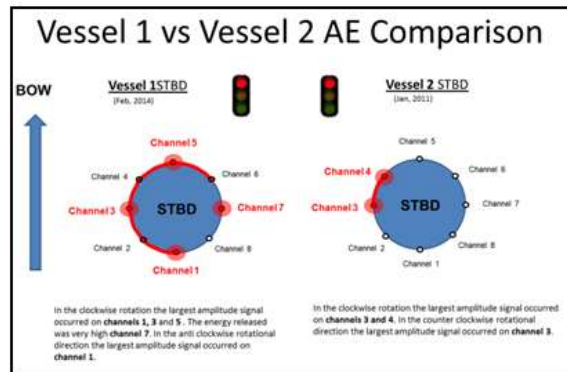 Vessel 1 vs Vessel 2 AE Comparison
BOW
Vessel 1STBD
(Feb, 2014)
Channel 5
Channel 4
Channel 6
Channel 3
STBD
Channel 7
Channel 2
Channel 8
Channel 1
In the clockwise rotation the largest amplitude signal
occurred on channels 1, 3 and 5 . The energy released
was very high channel 7. In the anti clockwise rotational
direction the largest amplitude signal occurred on
channel 1.
Vessel 2 STBD
(Jan, 2011)
Channel 5
Channel 4
Channel 6
Channel 3
STBD
Channel 7
Channel 2
Channel 8
Channel 1
In the clockwise rotation the largest amplitude signal occurred
on channels 3 and 4. In the counter clockwise rotational
direction the largest amplitude signal occurred on channel 3.